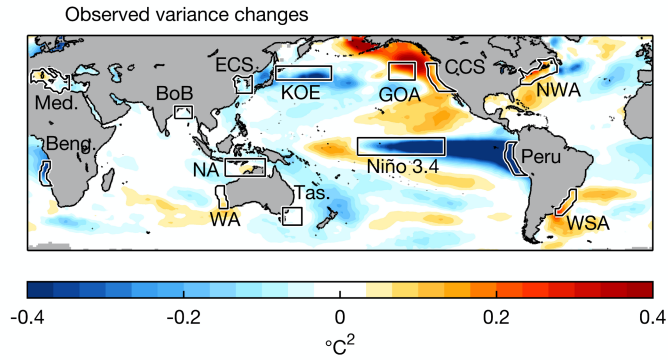 Observed variance changes
ECS.
CCS
Med.
BoB
KOE
GOA
NWA
Beng.
NA
Niño 3.4
Peru
WA
Tas.
WSA
-0.4
-0.2
0
0.2
0.4
°C²